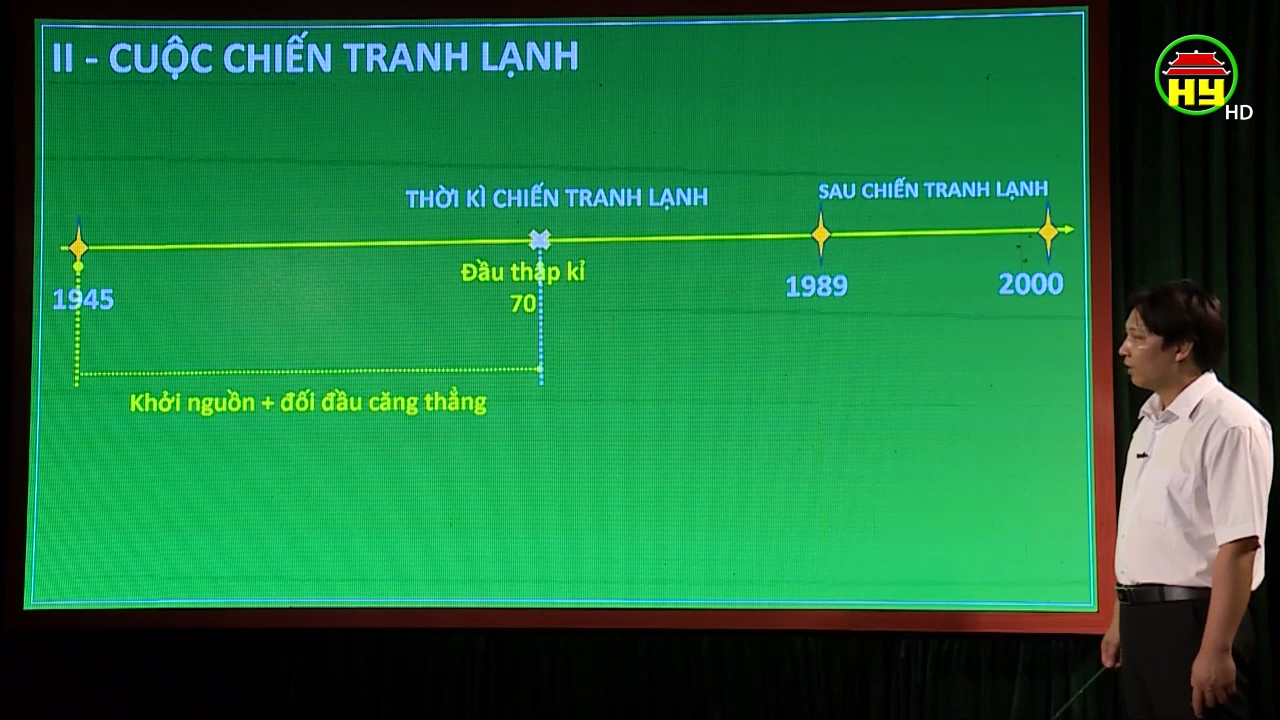 II - CUỘC CHIẾN TRANH LẠNH
HY
HD
THỜI KÌ CHIẾN TRANH LẠNH
SAU CHIẾN TRANH LẠNH
Đầu thập kỉ
70
1945
1989
2000
Khởi nguồn + đối đầu căng thẳng